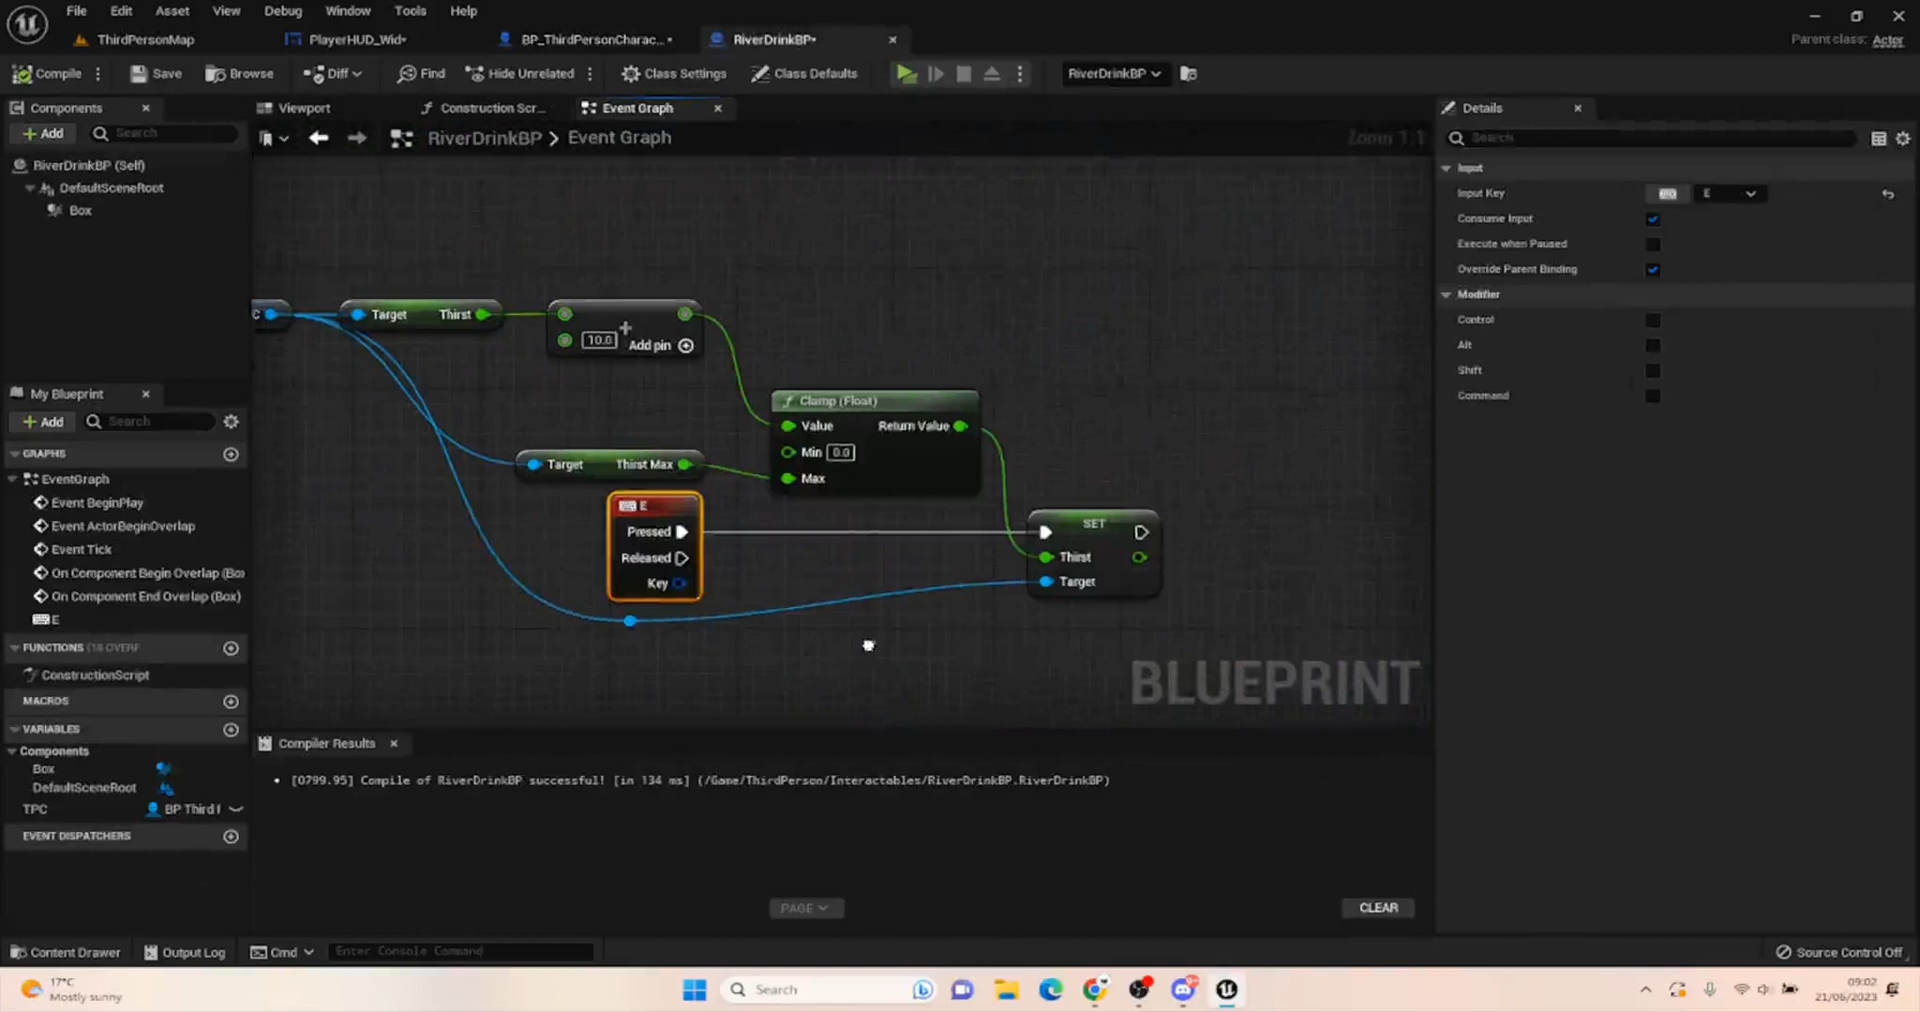 File Edit View Asset Debug Window Tools Help
ThirdPersonMap PlayerHUD_Wid• BP_ThirdPersonCharac... • RiverDrinkBP•
Parent class: Actor
Compile Save Browse Diff Find Hide Unrelated Class Settings Class Defaults RiverDrinkBP
Components Viewport Construction Scr... Event Graph Details
Add Search RiverDrinkBP > Event Graph Zoom 1:1 Search
RiverDrinkBP (Self)
DefaultSceneRoot
Box
Input
Input Key E
Consume Input
Execute when Paused
Override Parent Binding
Modifier
Control
Alt
Shift
Command
C Target Thirst
10.0 Add pin
Clamp (Float)
Value Return Value
Min 0.0
Max
Target Thirst Max
E
Pressed
Released
Key
SET
Thirst
Target
BLUEPRINT
My Blueprint
Add Search
GRAPHS
EventGraph
Event BeginPlay
Event ActorBeginOverlap
Event Tick
On Component Begin Overlap (Box
On Component End Overlap (Box)
E
FUNCTIONS (18 OVERF
ConstructionScript
MACROS
VARIABLES
Components
Box
DefaultSceneRoot
TPC BP Third
EVENT DISPATCHERS
Compiler Results
[0799.95] Compile of RiverDrinkBP successful! [in 134 ms] (/Game/ThirdPerson/Interactables/RiverDrinkBP.RiverDrinkBP)
PAGE CLEAR
Content Drawer Output Log Cmd Enter Console Command Source Control Off
17°C
Mostly sunny
Search
09:02
21/06/2023